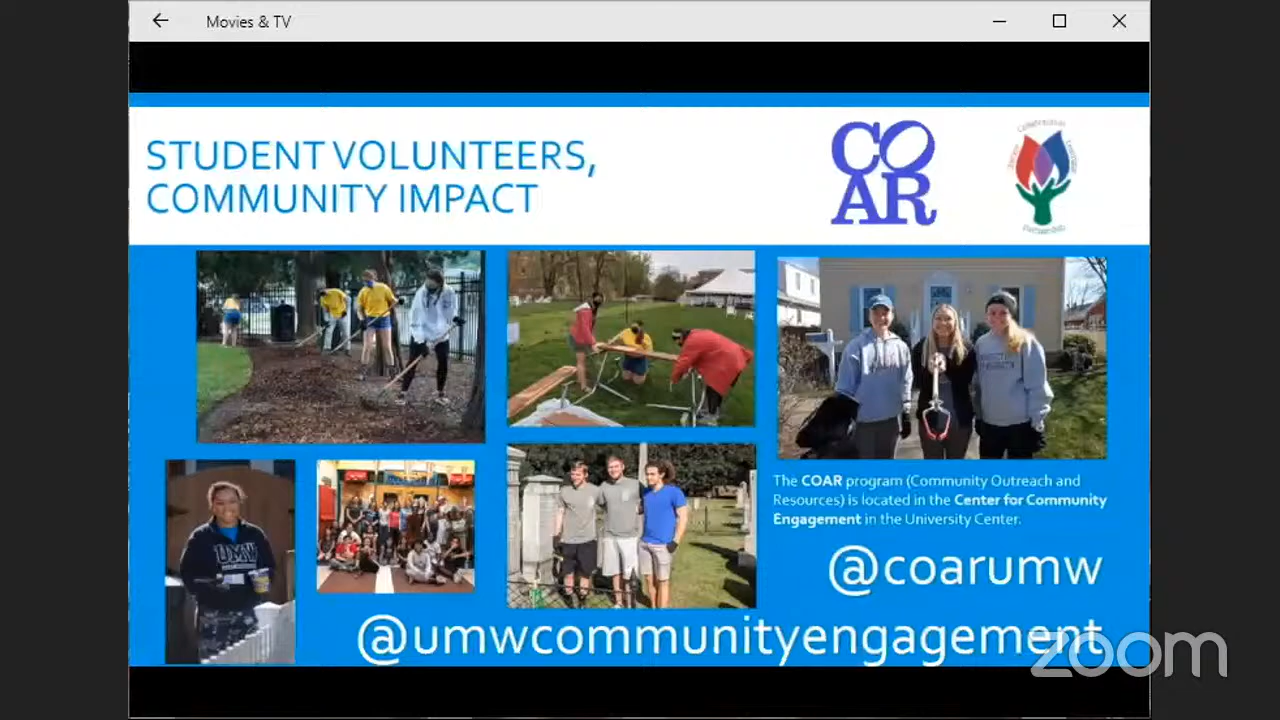 Movies & TV
STUDENT VOLUNTEERS,
COMMUNITY IMPACT
CO
AR
UMW
The COAR program (Community Outreach and
Resources) is located in the Center for Community
Engagement in the University Center.
@coarumw
@umwcommunityengagement
zoom